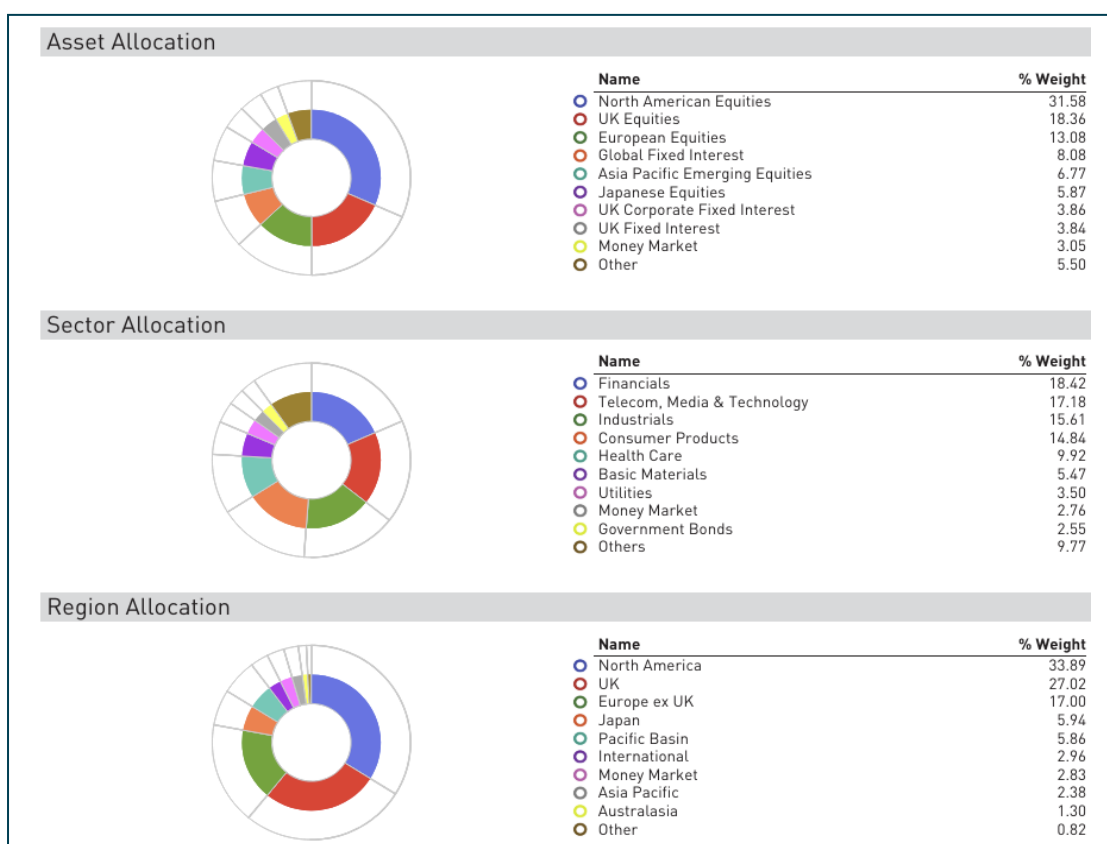 Asset Allocation
Name % Weight
North American Equities 31.58
UK Equities 18.36
European Equities 13.08
Global Fixed Interest 8.08
Asia Pacific Emerging Equities 6.77
Japanese Equities 5.87
UK Corporate Fixed Interest 3.86
UK Fixed Interest 3.84
Money Market 3.05
Other 5.50
Sector Allocation
Name % Weight
Financials 18.42
Telecom, Media & Technology 17.18
Industrials 15.61
Consumer Products 14.84
Health Care 9.92
Basic Materials 5.47
Utilities 3.50
Money Market 2.76
Government Bonds 2.55
Others 9.77
Region Allocation
Name % Weight
North America 33.89
UK 27.02
Europe ex UK 17.00
Japan 5.94
Pacific Basin 5.86
International 2.96
Money Market 2.83
Asia Pacific 2.38
Australasia 1.30
Other 0.82